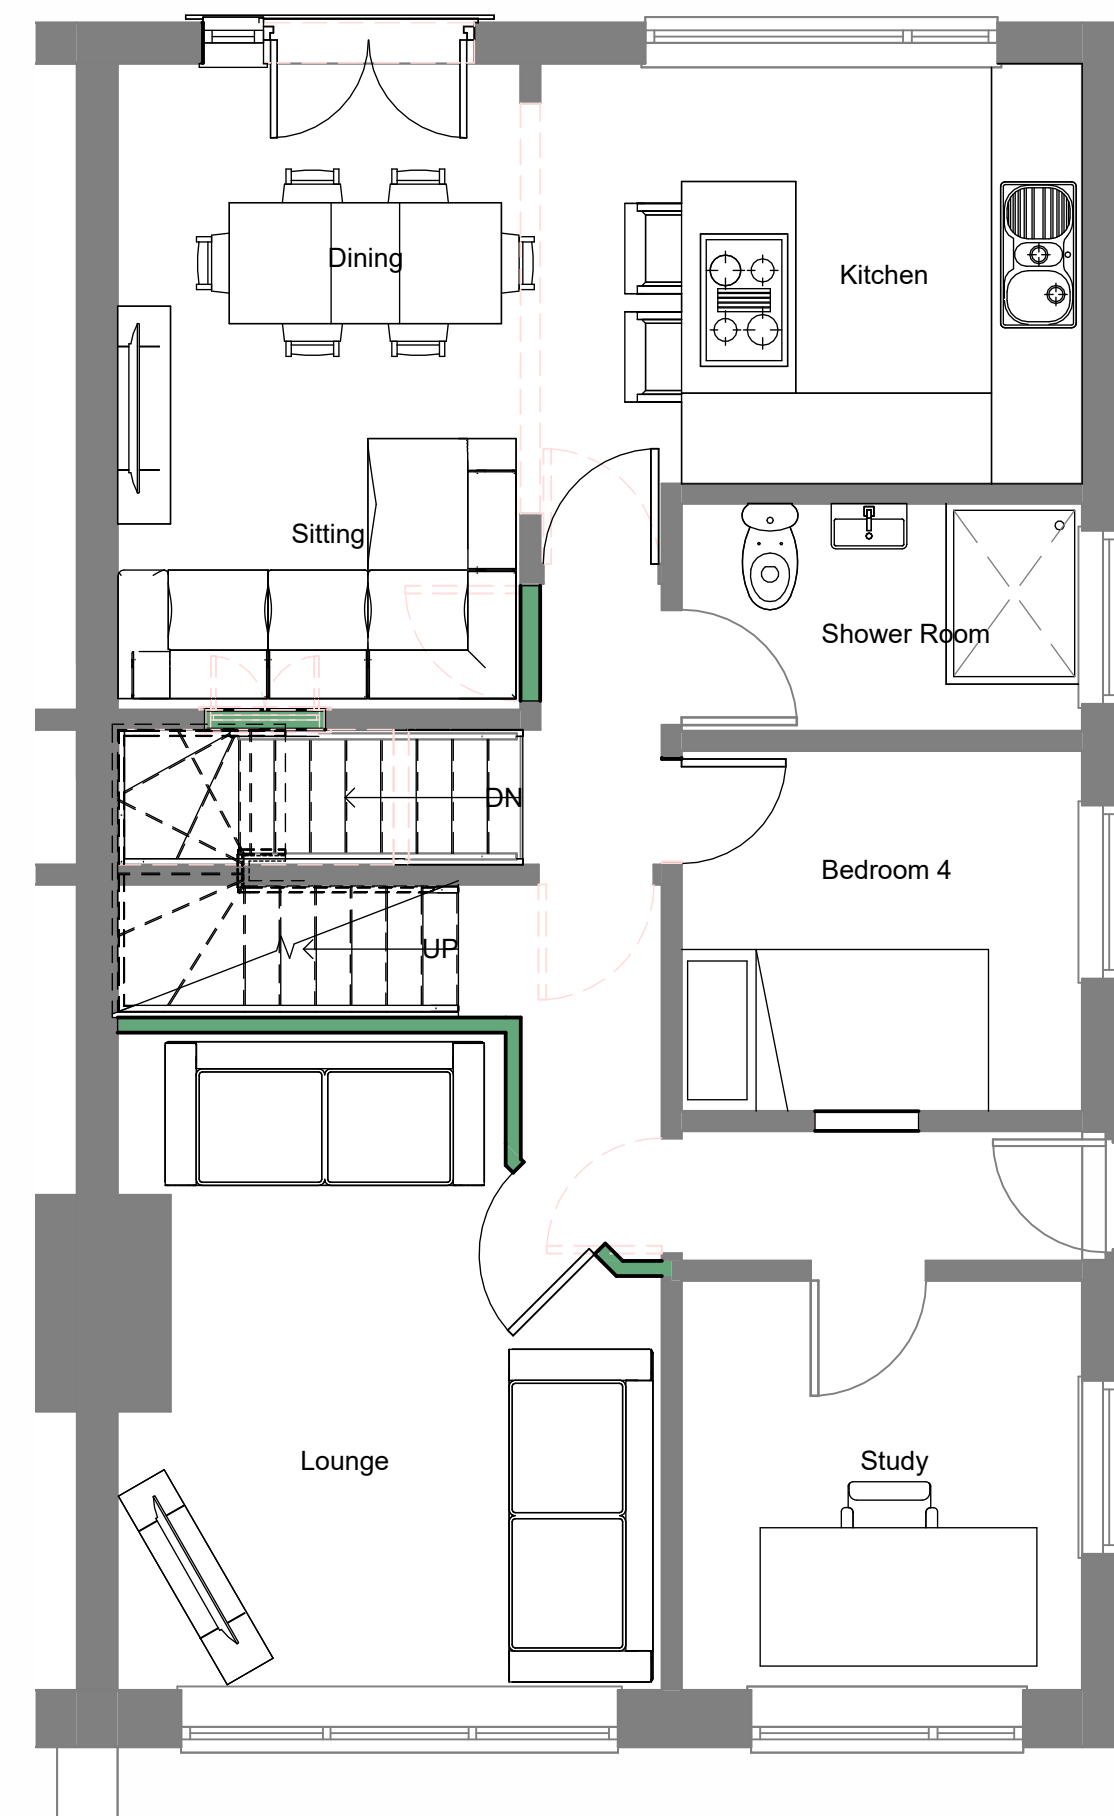 Dining
Kitchen
Sitting
Shower Room
DN
Bedroom 4
UP
Lounge
Study